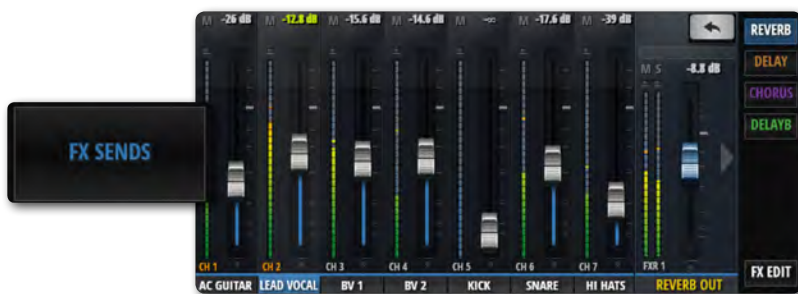 FX SENDS
M -26 dB M -12.8 dB M -15.6 dB M -14.6 dB M -∞ M -17.6 dB M -39 dB
M S -8.8 dB
CH 1 CH 2 CH 3 CH 4 CH 5 CH 6 CH 7 FXR 1
AC GUITAR LEAD VOCAL BV 1 BV 2 KICK SNARE HI HATS REVERB OUT
REVERB
DELAY
CHORUS
DELAYB
FX EDIT